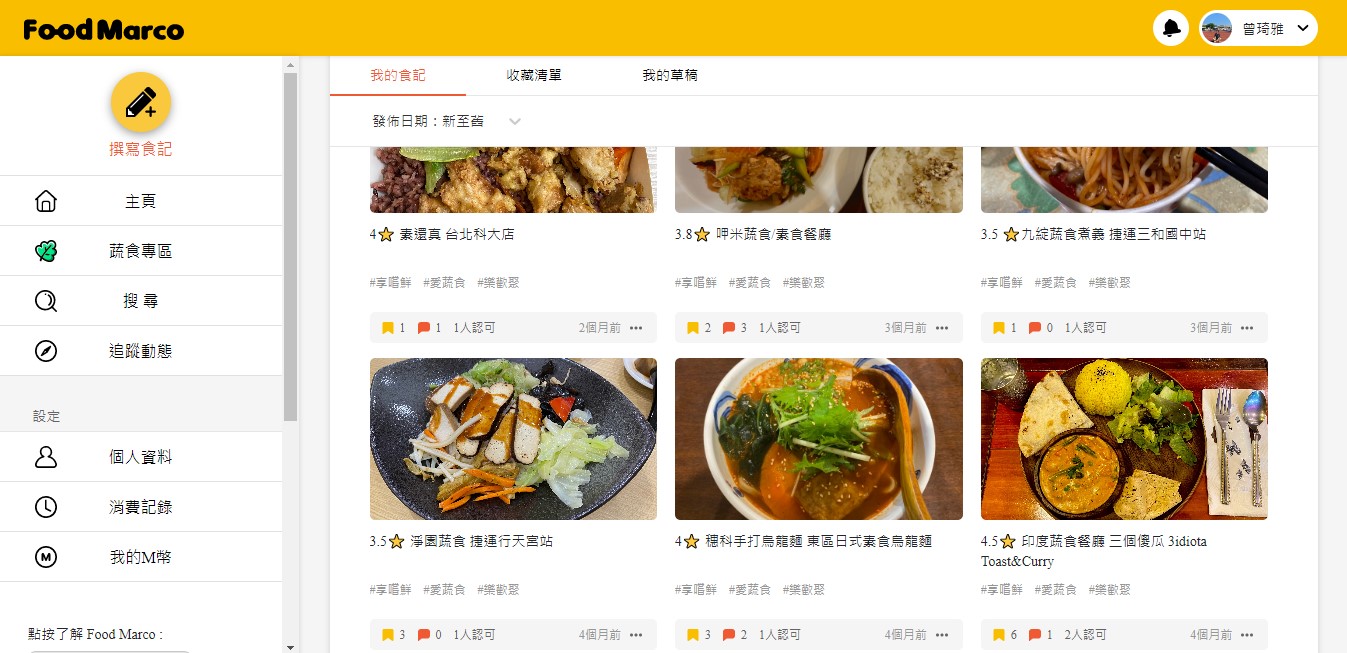 Food Marco
曾琦雅
撰寫食記
主頁
蔬食專區
搜 尋
追蹤動態
設定
個人資料
消費記錄
M
我的M幣
點按了解 Food Marco :
我的食記 收藏清單 我的草稿
發佈日期：新至舊
4⭐ 素還真 台北科大店
#享嚐鮮 #愛蔬食 #樂歡聚
1 1 1人認可 2個月前 •••
3.8⭐ 呷米蔬食/素食餐廳
#享嚐鮮 #愛蔬食 #樂歡聚
2 3 1人認可 3個月前 •••
3.5 ⭐九綻蔬食煮義 捷運三和國中站
#享嚐鮮 #愛蔬食 #樂歡聚
1 0 1人認可 3個月前 •••
3.5⭐ 淨園蔬食 捷運行天宮站
#享嚐鮮 #愛蔬食 #樂歡聚
3 0 1人認可 4個月前 •••
4⭐ 穗科手打烏龍麵 東區日式素食烏龍麵
#享嚐鮮 #愛蔬食 #樂歡聚
3 2 1人認可 4個月前 •••
4.5⭐ 印度蔬食餐廳 三個傻瓜 3idiota
Toast&Curry
#享嚐鮮 #愛蔬食 #樂歡聚
6 1 2人認可 4個月前 •••